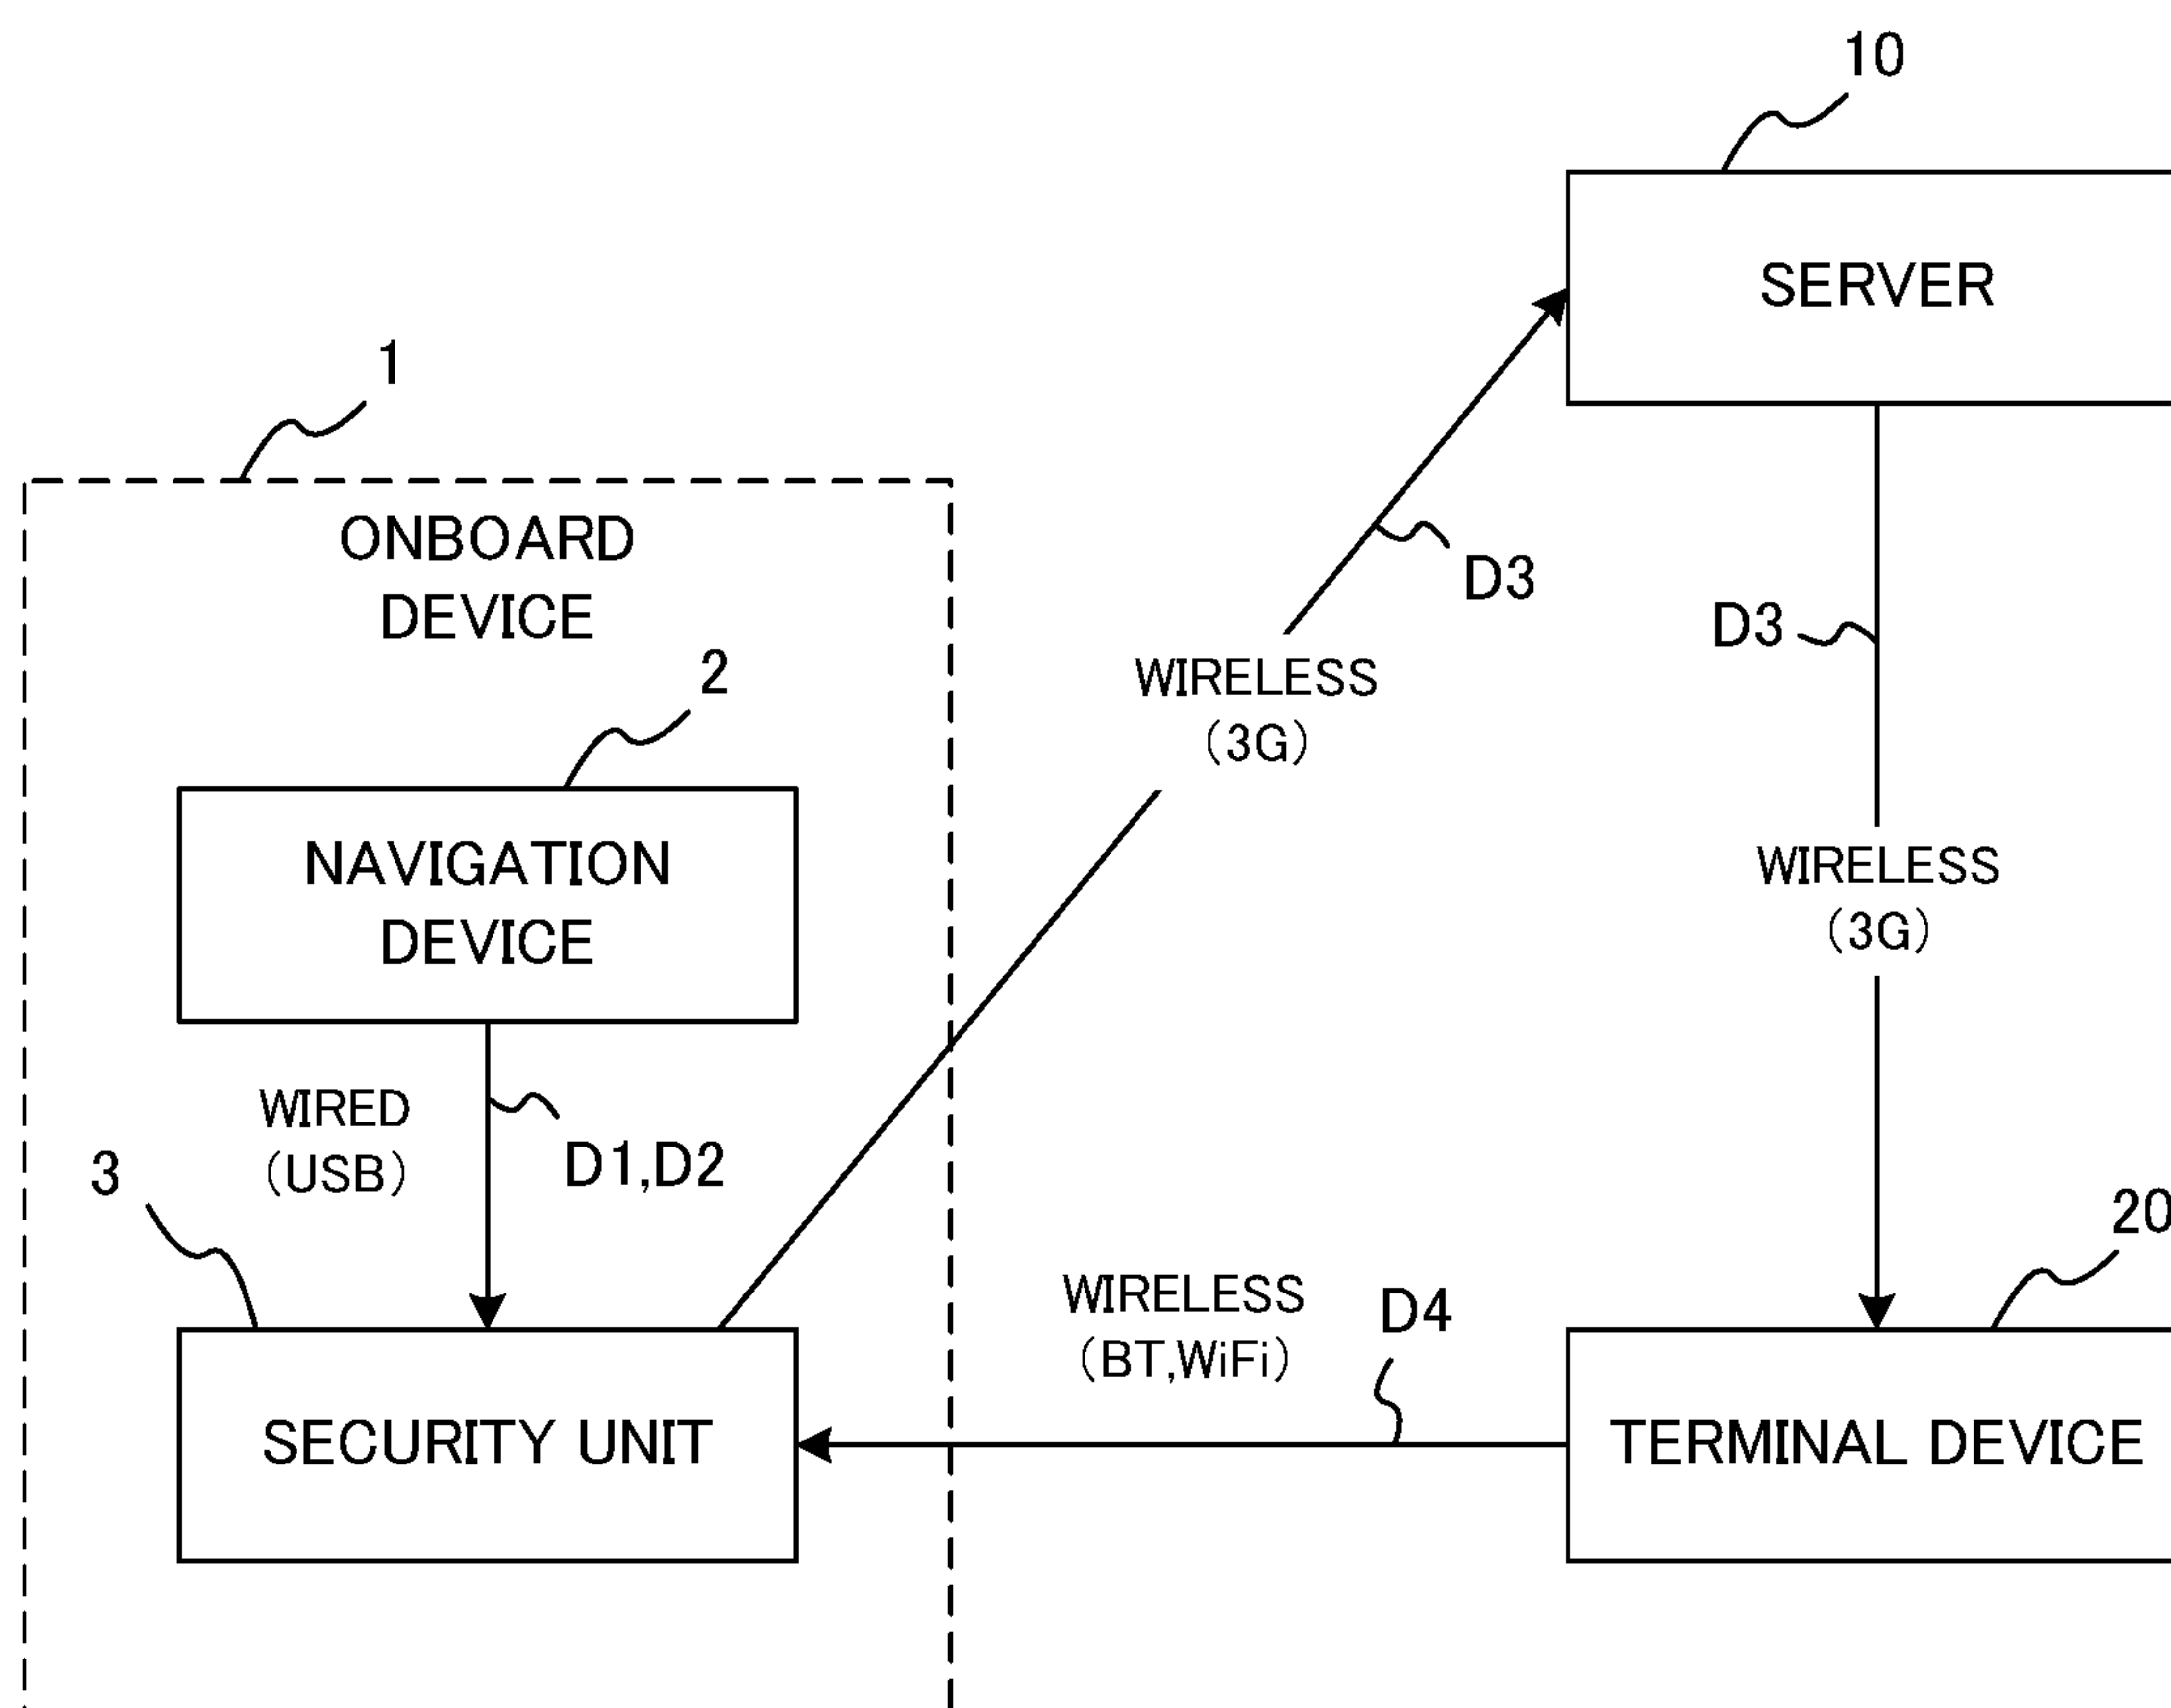 10
SERVER
1
ONBOARD
DEVICE
D3
D3
2
WIRELESS
(3G)
NAVIGATION
DEVICE
WIRELESS
(3G)
WIRED
(USB)
D1,D2
3
20
WIRELESS
(BT,WiFi)
D4
SECURITY UNIT
TERMINAL DEVICE